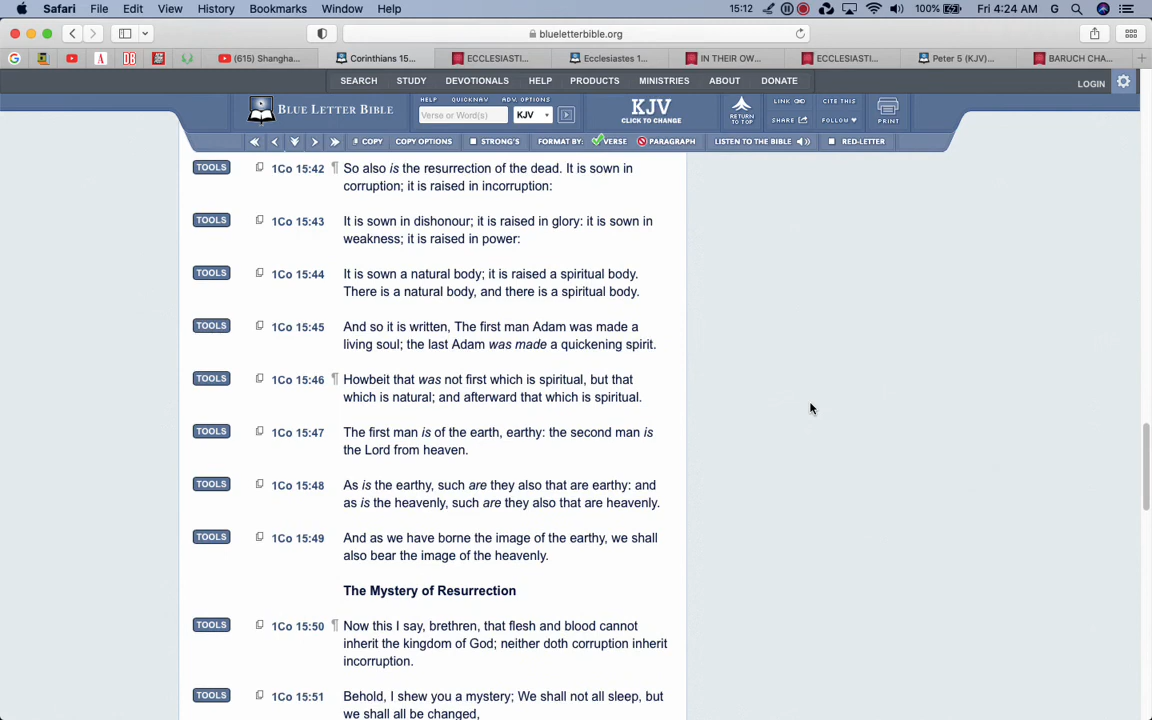 Safari File Edit View History Bookmarks Window Help 15:12 100% Fri 4:24 AM G
blueletterbible.org
(615) Shangha... Corinthians 15... ECCLESIASTI... Ecclesiastes 1... IN THEIR OW... ECCLESIASTI... Peter 5 (KJV)... BARUCH CHA...
SEARCH STUDY DEVOTIONALS HELP PRODUCTS MINISTRIES ABOUT DONATE LOGIN
BLUE LETTER BIBLE
HELP QUICKNAV ADV. OPTIONS
Verse or Word(s) KJV
KJV
CLICK TO CHANGE
RETURN
TO TOP
LINK CITE THIS
SHARE FOLLOW
PRINT
COPY COPY OPTIONS STRONG'S FORMAT BY: VERSE PARAGRAPH LISTEN TO THE BIBLE RED-LETTER
TOOLS 1Co 15:42 ¶ So also is the resurrection of the dead. It is sown in
corruption; it is raised in incorruption:
TOOLS 1Co 15:43 It is sown in dishonour; it is raised in glory: it is sown in
weakness; it is raised in power:
TOOLS 1Co 15:44 It is sown a natural body; it is raised a spiritual body.
There is a natural body, and there is a spiritual body.
TOOLS 1Co 15:45 And so it is written, The first man Adam was made a
living soul; the last Adam was made a quickening spirit.
TOOLS 1Co 15:46 ¶ Howbeit that was not first which is spiritual, but that
which is natural; and afterward that which is spiritual.
TOOLS 1Co 15:47 The first man is of the earth, earthy: the second man is
the Lord from heaven.
TOOLS 1Co 15:48 As is the earthy, such are they also that are earthy: and
as is the heavenly, such are they also that are heavenly.
TOOLS 1Co 15:49 And as we have borne the image of the earthy, we shall
also bear the image of the heavenly.
The Mystery of Resurrection
TOOLS 1Co 15:50 ¶ Now this I say, brethren, that flesh and blood cannot
inherit the kingdom of God; neither doth corruption inherit
incorruption.
TOOLS 1Co 15:51 Behold, I shew you a mystery; We shall not all sleep, but
we shall all be changed,